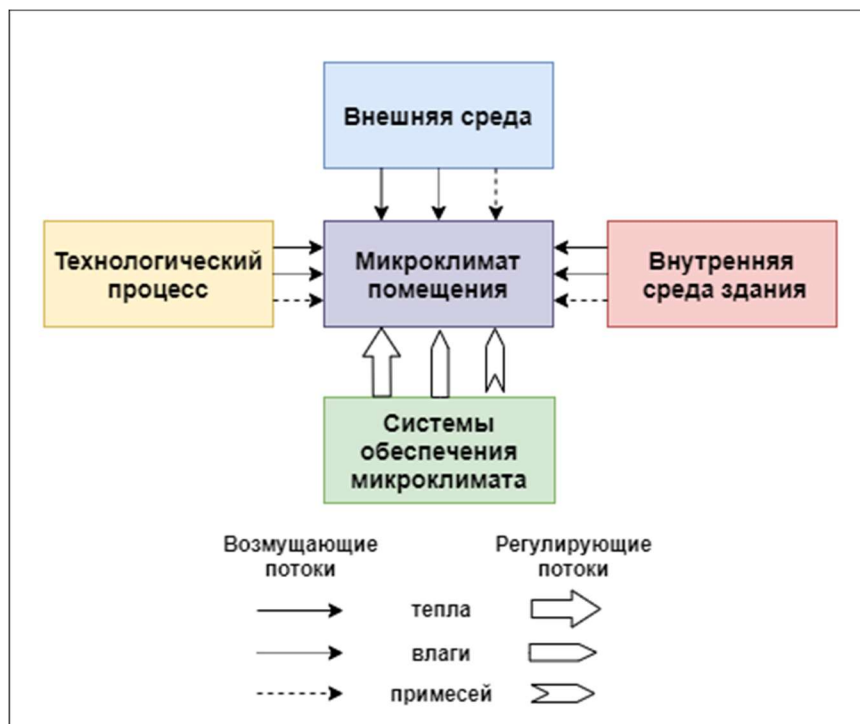 Внешняя среда
Технологический
процесс
Микроклимат
помещения
Внутренняя
среда здания
Системы
обеспечения
микроклимата
Возмущающие
потоки
Регулирующие
потоки
тепла
влаги
примесей